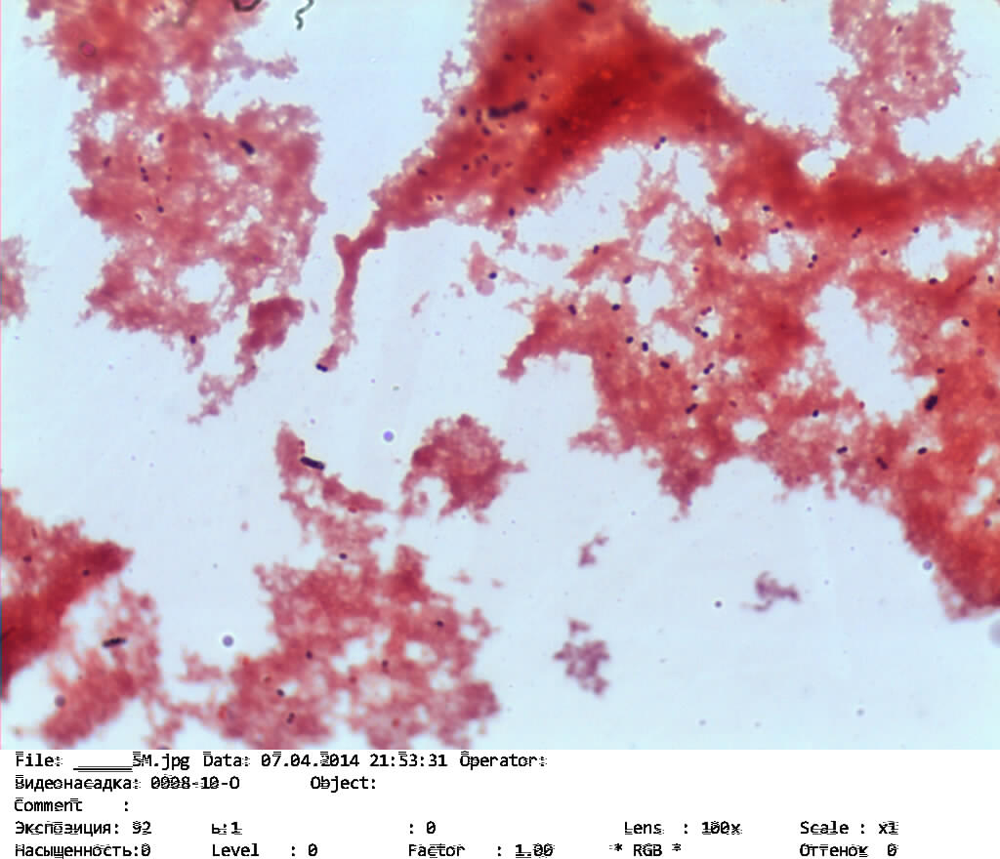 File: ______5M.jpg Data: 07.04.2014 21:53:31 Operator:
Видеонасадка: 0008-10-0 Object:
Comment :
Экспозиция: 92 ь:1 : 0 Lens : 100x Scale : x1
Насыщенность:0 Level : 0 Factor : 1.00 * RGB * Оттенок 0